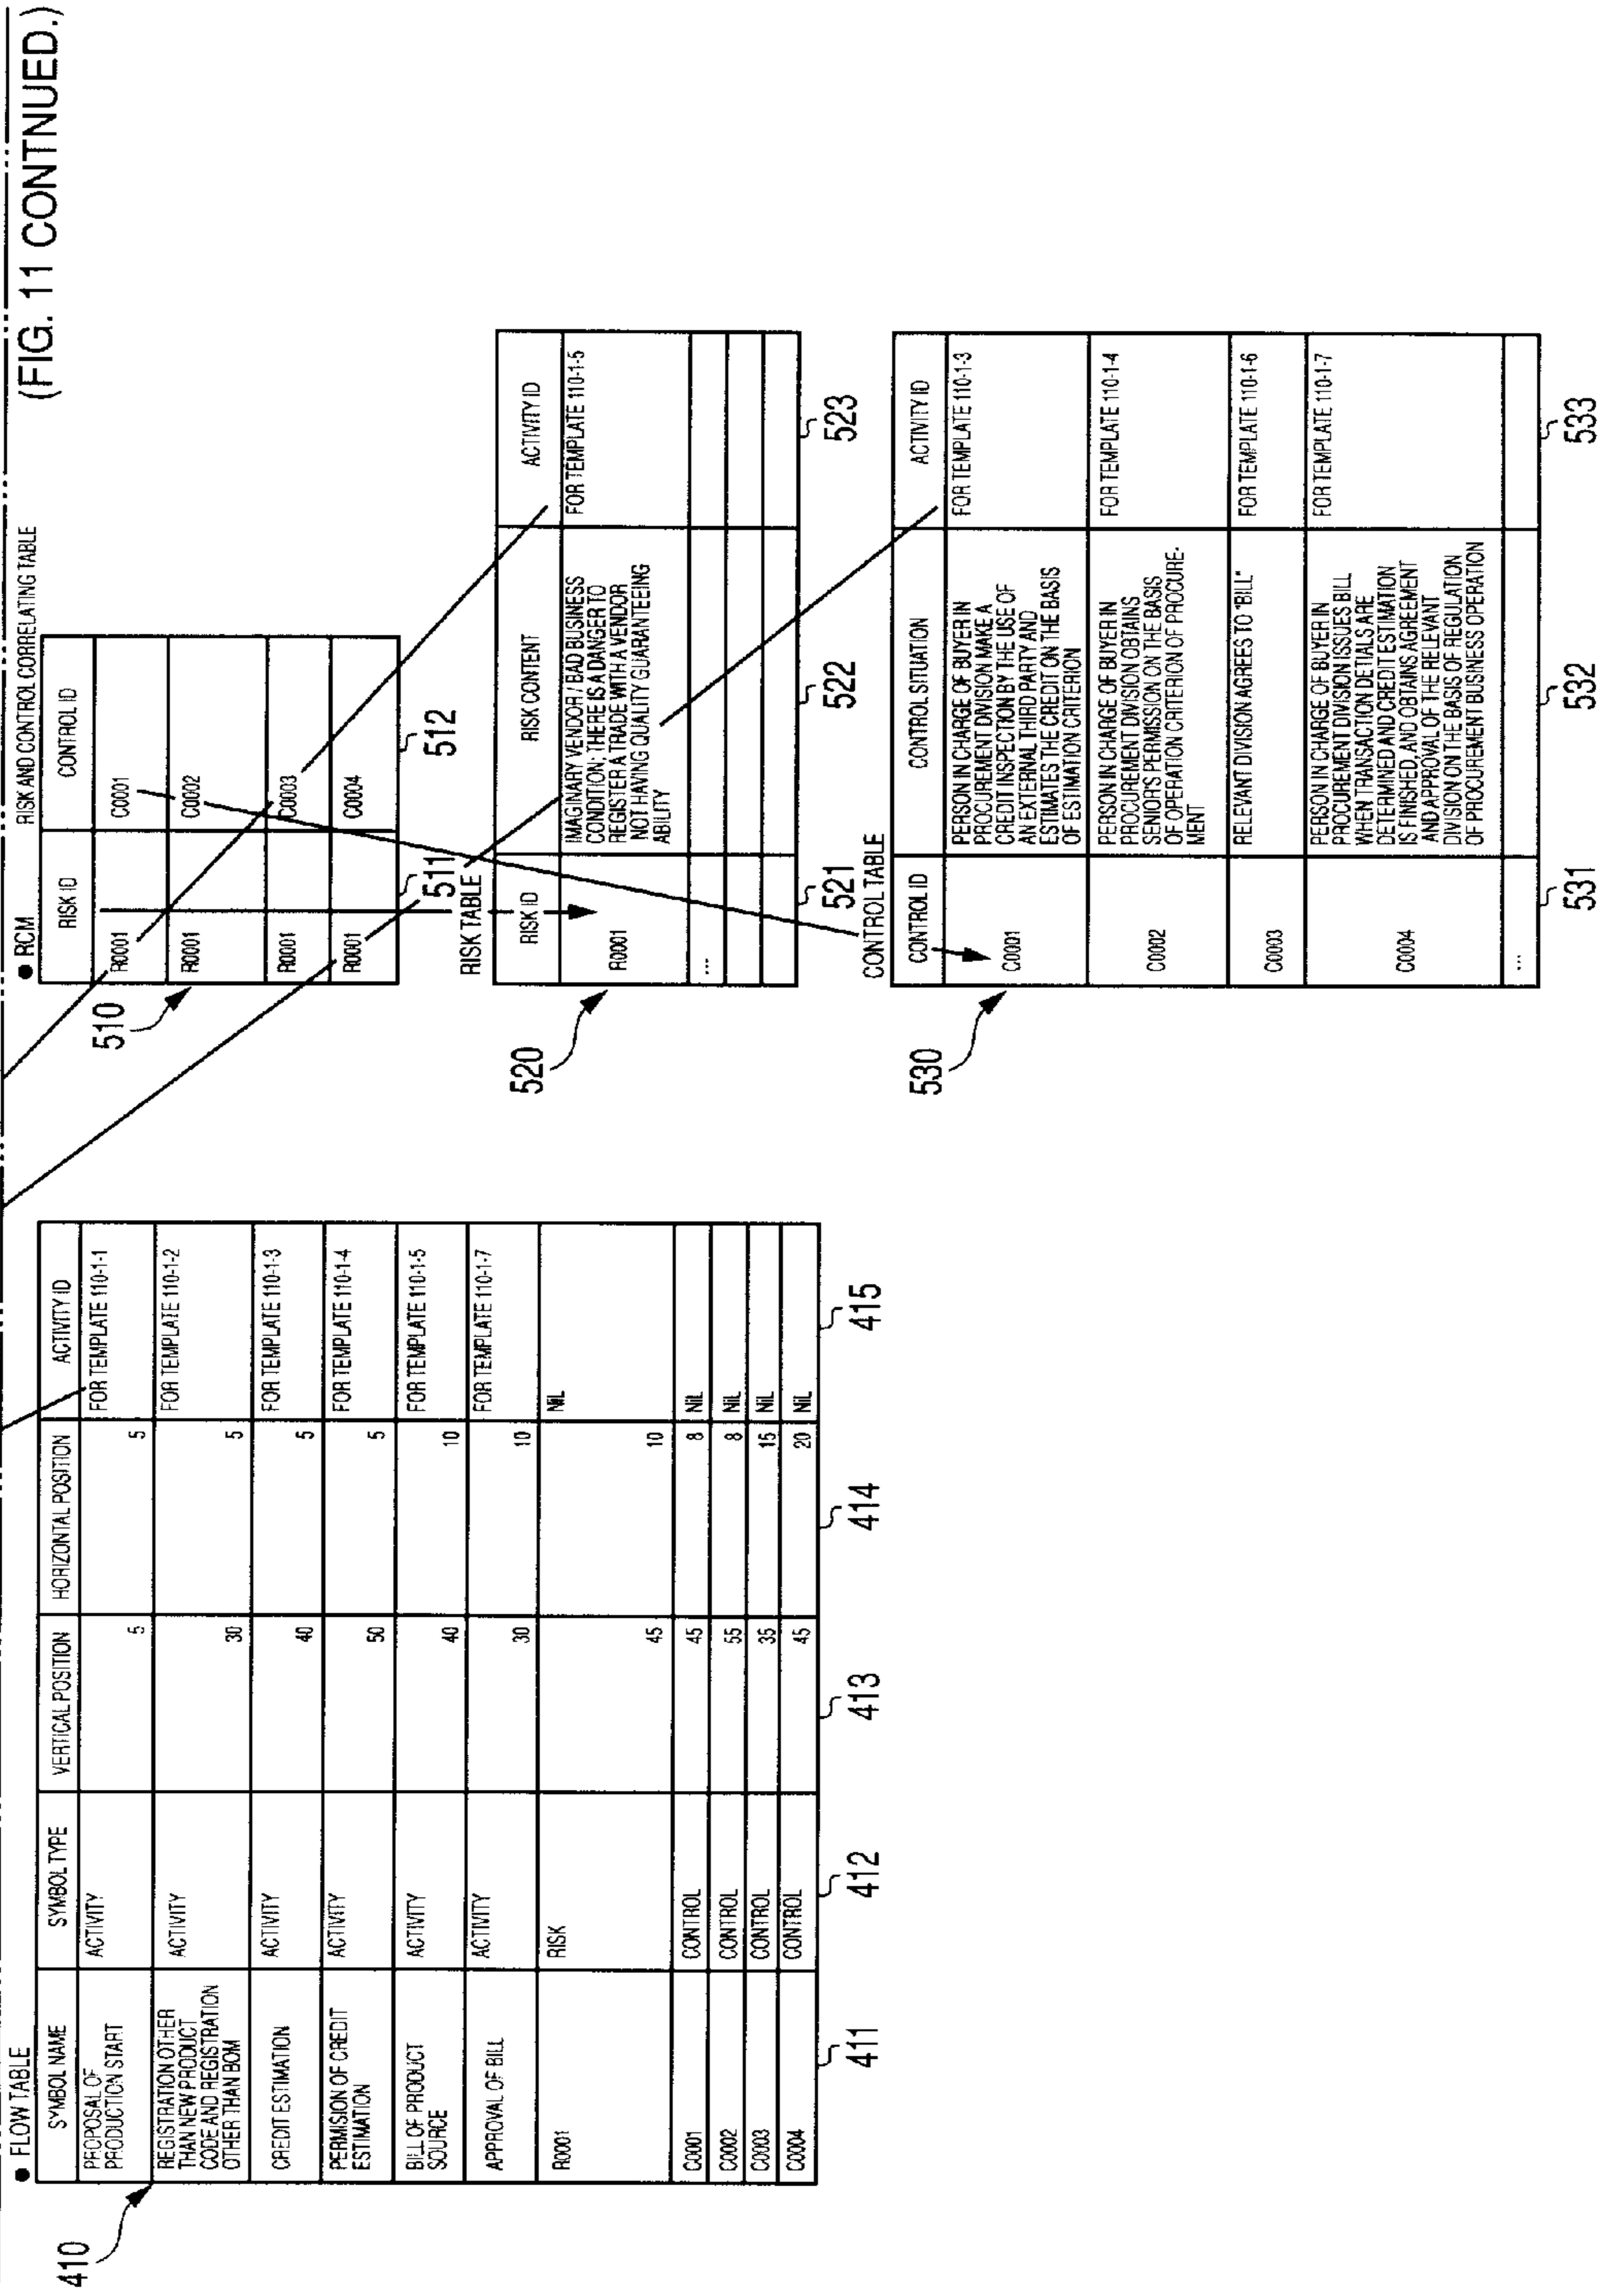 (FIG. 11 CONTNUED.)
● FLOW TABLE
SYMBOL NAME SYMBOL TYPE VERTICAL POSITION HORIZONTAL POSITION ACTIVITY ID
PROPOSAL OF
PRODUCTION START
ACTIVITY 5 5 FOR TEMPLATE 110-1-1
REGISTRATION OTHER
THAN NEW PRODUCT
CODE AND REGISTRATION
OTHER THAN BOM
ACTIVITY 30 5 FOR TEMPLATE 110-1-2
CREDIT ESTIMATION ACTIVITY 40 5 FOR TEMPLATE 110-1-3
PERMISION OF CREDIT
ESTIMATION
ACTIVITY 50 5 FOR TEMPLATE 110-1-4
BILL OF PRODUCT
SOURCE
ACTIVITY 40 10 FOR TEMPLATE 110-1-5
APPROVAL OF BILL ACTIVITY 30 10 FOR TEMPLATE 110-1-7
R0001 RISK 45 10 NiL
C0001 CONTROL 45 8 NiL
C0002 CONTROL 55 8 NiL
C0003 CONTROL 35 15 NiL
C0004 CONTROL 45 20 NiL
410
411 412 413 414 415
● RCM
RISK AND CONTROL CORRELATING TABLE
RISK ID CONTROL ID
R0001 C0001
R0001 C0002
R0001 C0003
R0001 C0004
510
511 512
RISK TABLE
RISK ID RISK CONTENT ACTIVITY ID
R0001
IMAGINARY VENDOR / BAD BUSINESS
CONDITION; THERE IS A DANGER TO
REGISTER A TRADE WITH A VENDOR
NOT HAVING QUALITY GUARANTEEING
ABILITY
FOR TEMPLATE 110-1-5
...
520
521 522 523
CONTROL TABLE
CONTROL ID CONTROL SITUATION ACTIVITY ID
C0001
PERSON IN CHARGE OF BUYER IN
PROCUREMENT DIVISION MAKE A
CREDIT INSPECTION BY THE USE OF
AN EXTERNAL THIRD PARTY AND
ESTIMATES THE CREDIT ON THE BASIS
OF ESTIMATION CRITERION
FOR TEMPLATE 110-1-3
C0002
PERSON IN CHARGE OF BUYER IN
PROCUREMENT DIVISION OBTAINS
SENIOR'S PERMISSION ON THE BASIS
OF OPERATION CRITERION OF PROCURE-
MENT
FOR TEMPLATE 110-1-4
C0003 RELEVANT DIVISION AGREES TO "BILL" FOR TEMPLATE 110-1-6
C0004
PERSON IN CHARGE OF BUYER IN
PROCUREMENT DIVISION ISSUES BILL
WHEN TRANSACTION DETIALS ARE
DETERMINED AND CREDIT ESTIMATION
IS FINISHED, AND OBTAINS AGREEMENT
AND APPROVAL OF THE RELEVANT
DIVISION ON THE BASIS OF REGULATION
OF PROCUREMENT BUSINESS OPERATION
FOR TEMPLATE 110-1-7
...
530
531 532 533